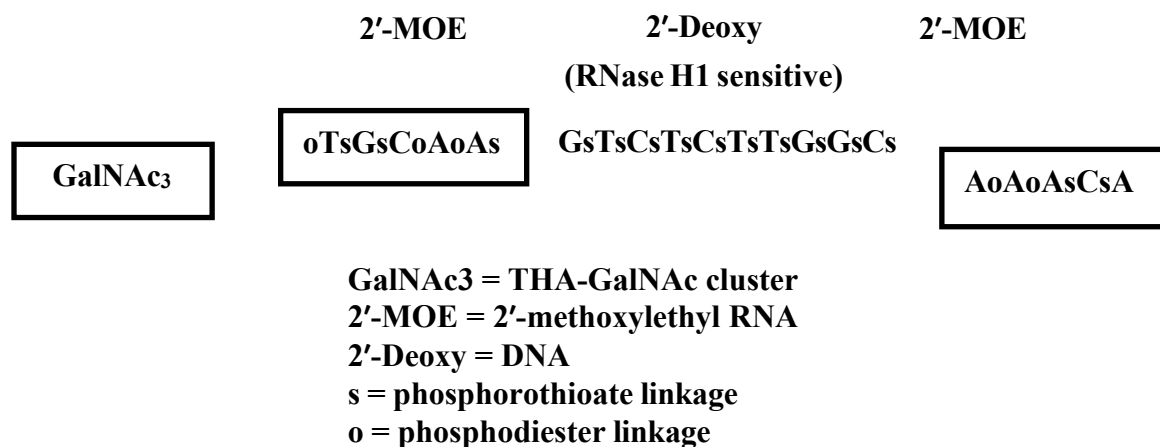 2′-MOE 2′-Deoxy 2′-MOE
(RNase H1 sensitive)
oTsGsCoAoAs GsTsCsTsCsTsTsGsGsCs
GalNAc₃ AoAoAsCsA
GalNAc3 = THA-GalNAc cluster
2′-MOE = 2′-methoxylethyl RNA
2′-Deoxy = DNA
s = phosphorothioate linkage
o = phosphodiester linkage